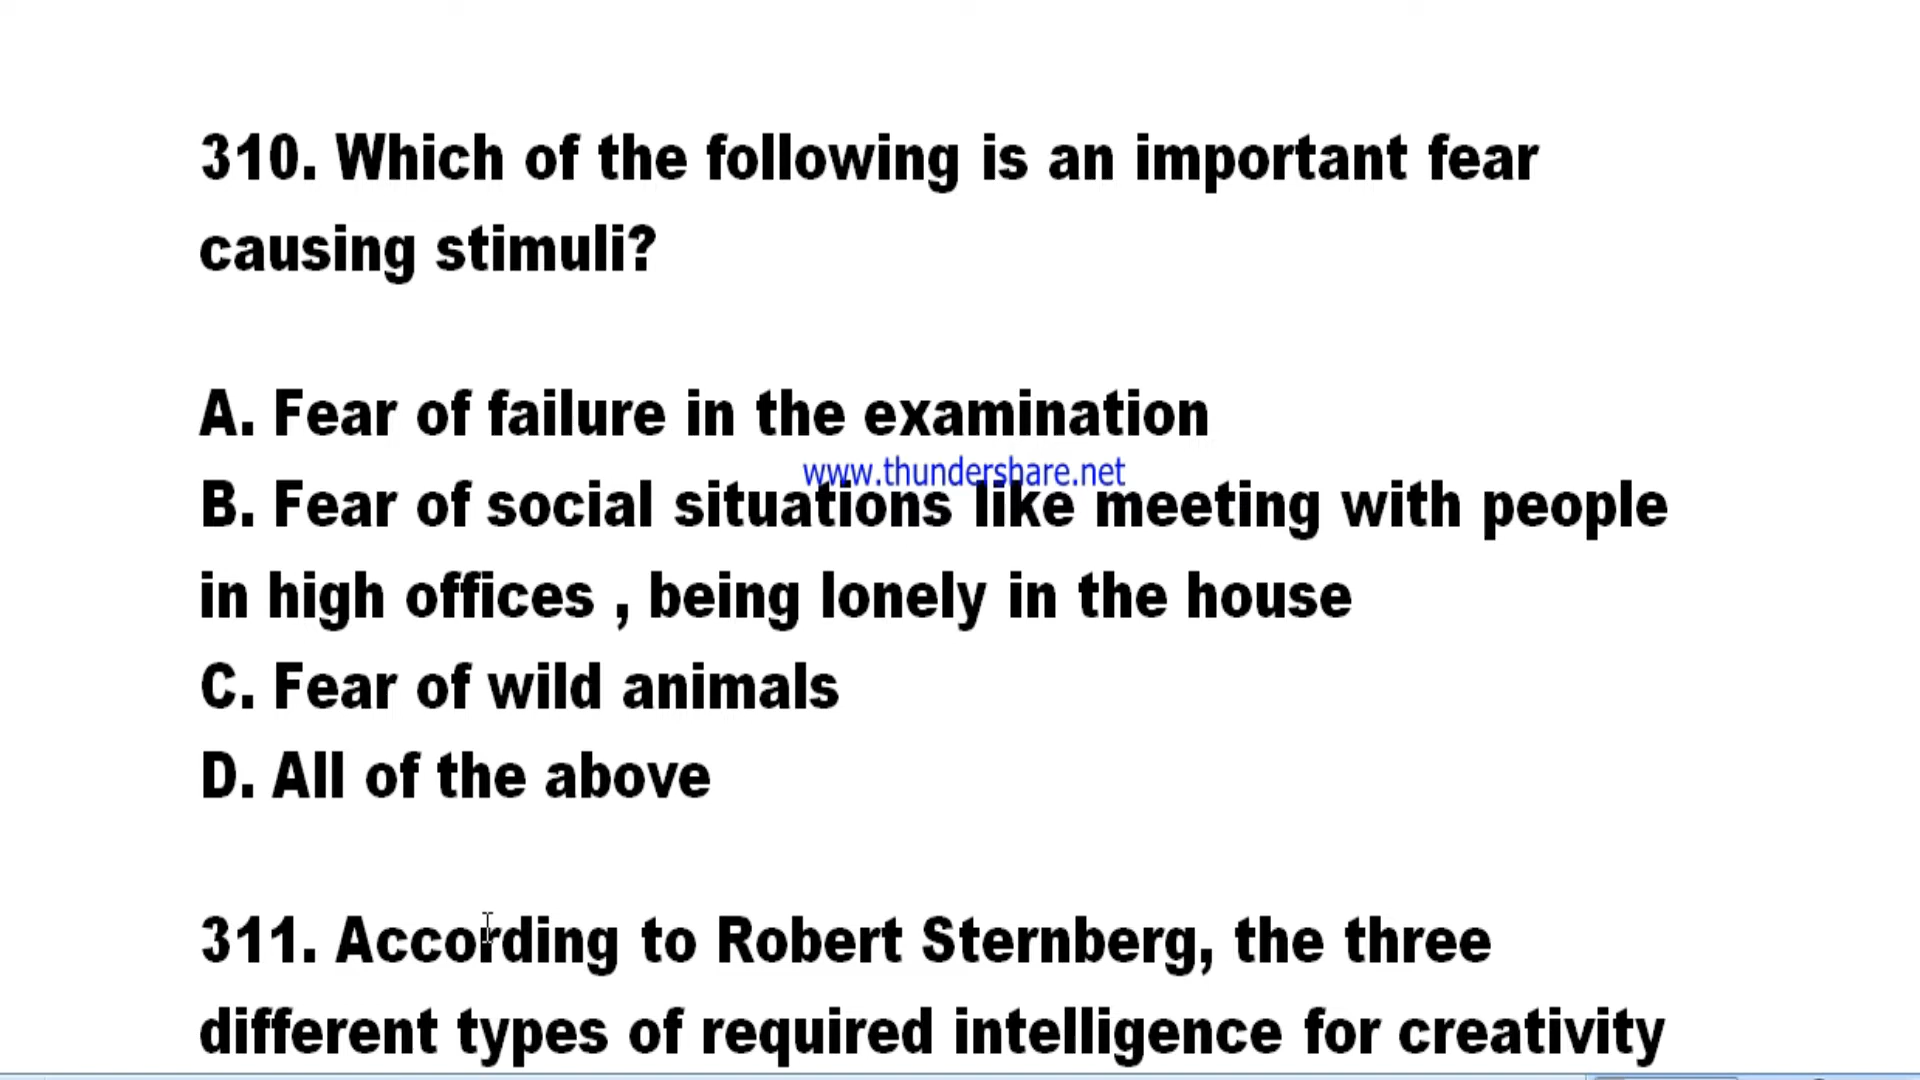 310. Which of the following is an important fear
causing stimuli?
A. Fear of failure in the examination
www.thundershare.net
B. Fear of social situations like meeting with people
in high offices , being lonely in the house
C. Fear of wild animals
D. All of the above
311. According to Robert Sternberg, the three
different types of required intelligence for creativity